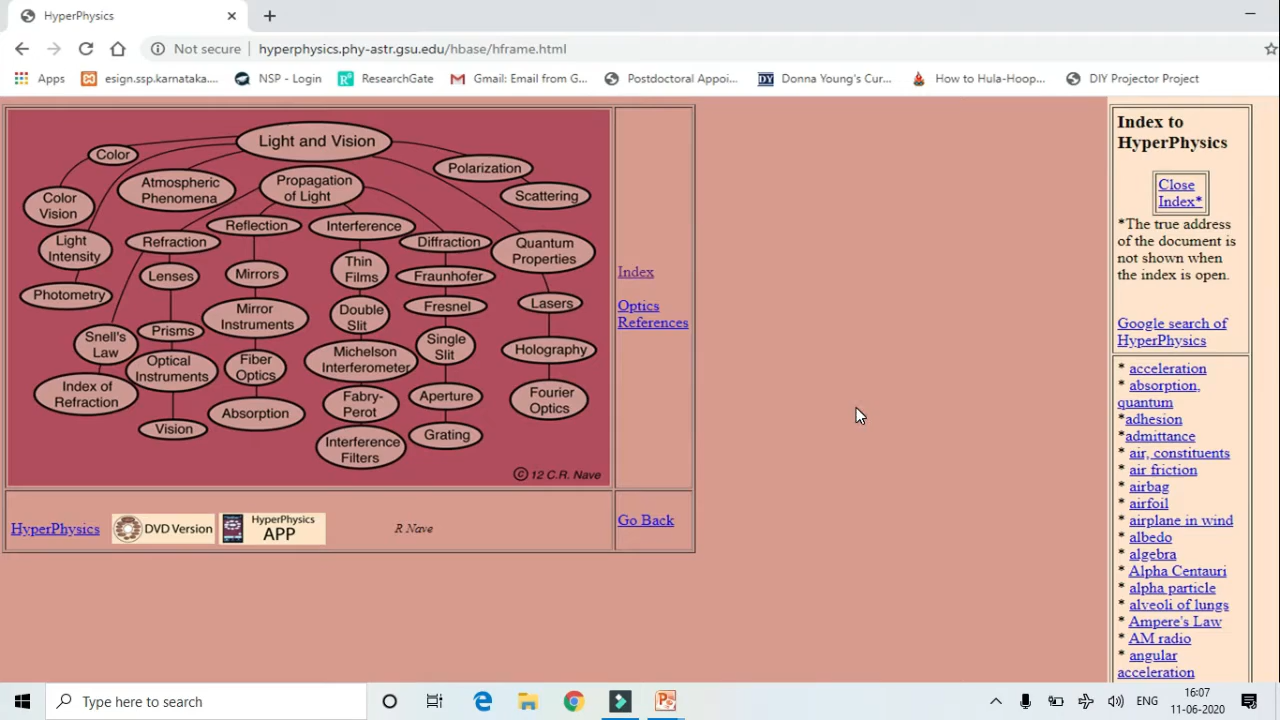 HyperPhysics
Not secure
hyperphysics.phy-astr.gsu.edu/hbase/hframe.html
Apps
esign.ssp.karnataka....
NSP - Login
ResearchGate
Gmail: Email from G...
Postdoctoral Appoi...
Donna Young's Cur...
How to Hula-Hoop...
DIY Projector Project
Light and Vision
Color
Polarization
Atmospheric
Phenomena
Propagation
of Light
Scattering
Color
Vision
Reflection
Interference
Light
Intensity
Refraction
Diffraction
Quantum
Properties
Lenses
Mirrors
Thin
Films
Fraunhofer
Photometry
Mirror
Instruments
Double
Slit
Fresnel
Lasers
Snell's
Law
Prisms
Single
Slit
Holography
Optical
Instruments
Fiber
Optics
Michelson
Interferometer
Index of
Refraction
Fabry-
Perot
Aperture
Fourier
Optics
Vision
Absorption
Interference
Filters
Grating
© 12 C.R. Nave
Index
Optics
References
HyperPhysics
DVD Version
HyperPhysics
APP
R Nave
Go Back
Index to
HyperPhysics
Close
Index*
*The true address
of the document is
not shown when
the index is open.
Google search of
HyperPhysics
* acceleration
* absorption,
quantum
*adhesion
*admittance
* air, constituents
* air friction
* airbag
* airfoil
* airplane in wind
* albedo
* algebra
* Alpha Centauri
* alpha particle
* alveoli of lungs
* Ampere's Law
* AM radio
* angular
acceleration
Type here to search
ENG
16:07
11-06-2020